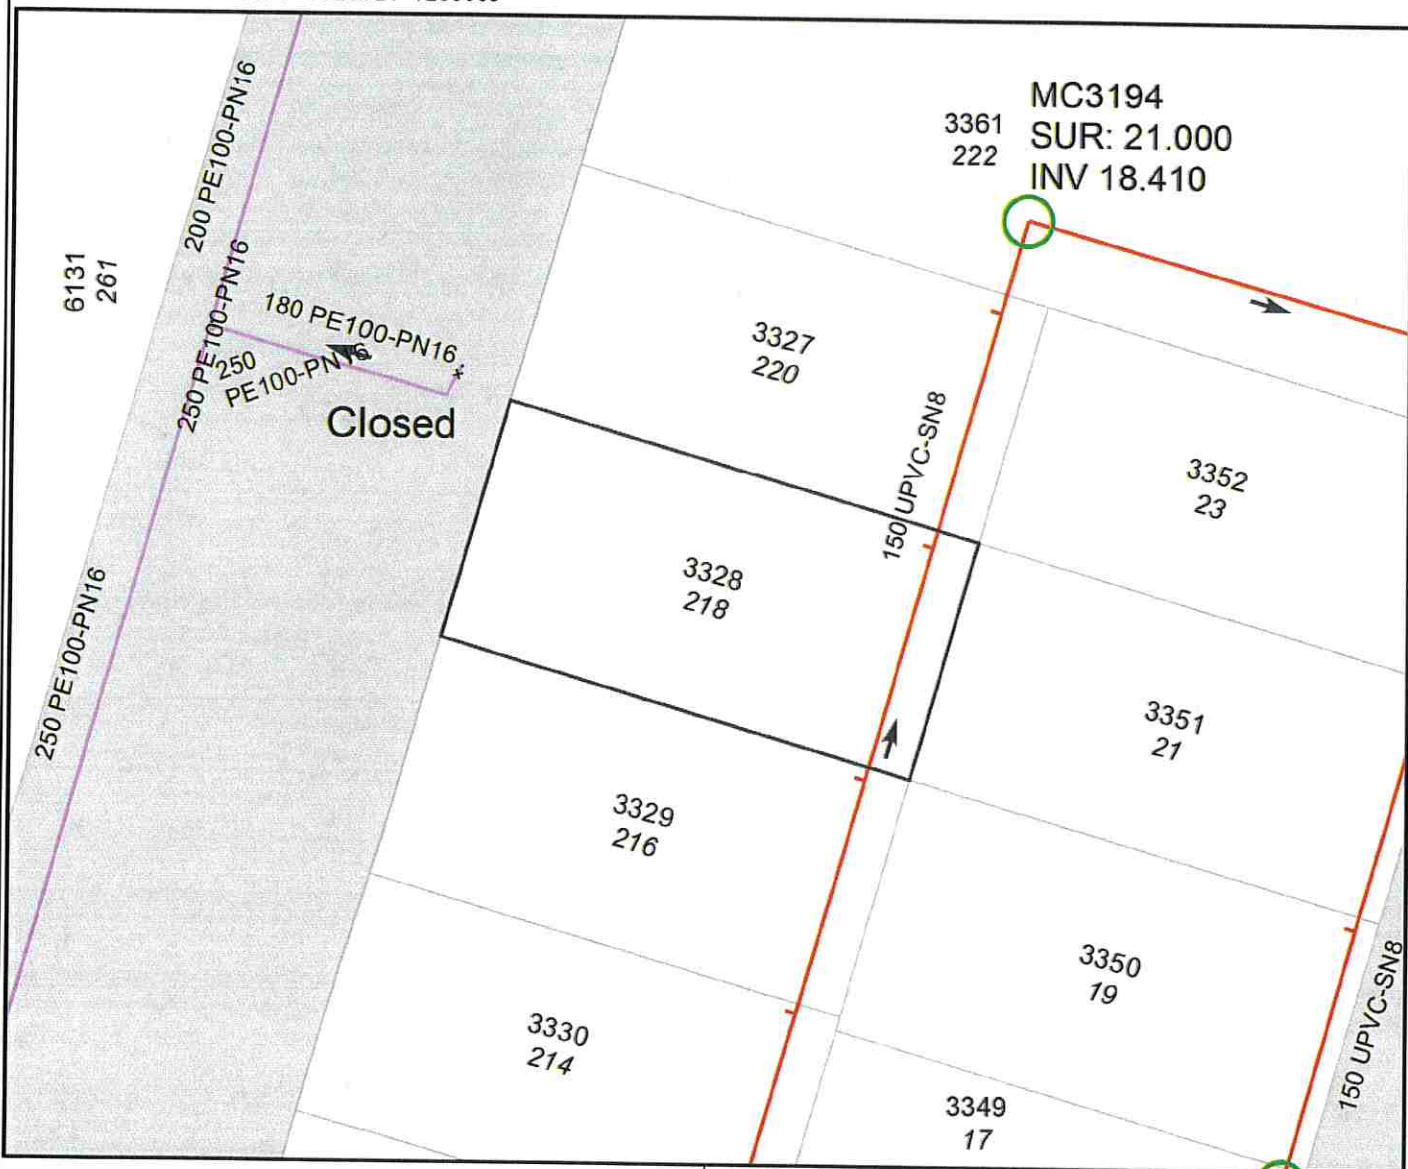 MC3194
SUR: 21.000
INV 18.410
3361
222
200 PE100-PN16
6131
261
250 PE100-PN16
180 PE100-PN16
250
PE100-PN16
Closed
3327
220
150 UPVC-SN8
3352
23
3328
218
250 PE100-PN16
3351
21
3329
216
3350
19
150 UPVC-SN8
3330
214
3349
17